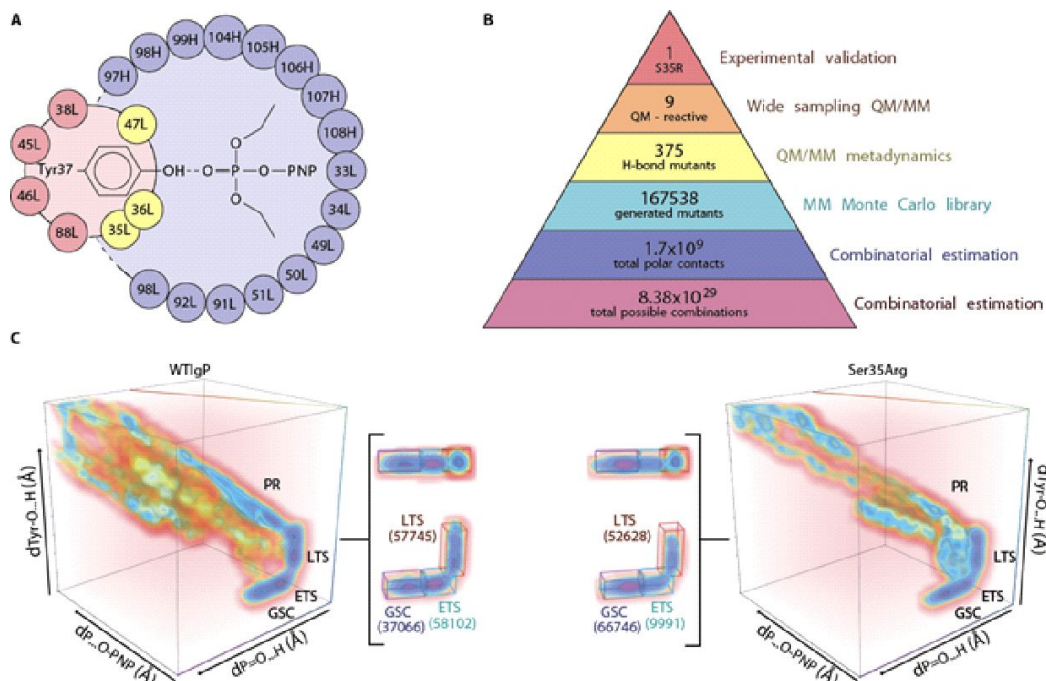 A
97H
98H
99H
104H
105H
106H
107H
108H
33L
34L
49L
50L
51L
91L
92L
98L
38L
45L
46L
88L
47L
36L
35L
Tyr37
OH
O
P
O
PNP
O
O
B
1
S35R
Experimental validation
9
QM - reactive
Wide sampling QM/MM
375
H-bond mutants
QM/MM metadynamics
167538
generated mutants
MM Monte Carlo library
1.7x10⁹
total polar contacts
Combinatorial estimation
8.38x10²⁹
total possible combinations
Combinatorial estimation
C
WTIgP
dTyr-O...H (Å)
PR
LTS
ETS
GSC
dP...O-PNP (Å)
dP=O...H (Å)
LTS
(57745)
GSC
(37066)
ETS
(58102)
LTS
(52628)
GSC
(66746)
ETS
(9991)
Ser35Arg
dTyr-O...H (Å)
PR
LTS
ETS
GSC
dP...O-PNP (Å)
dP=O...H (Å)